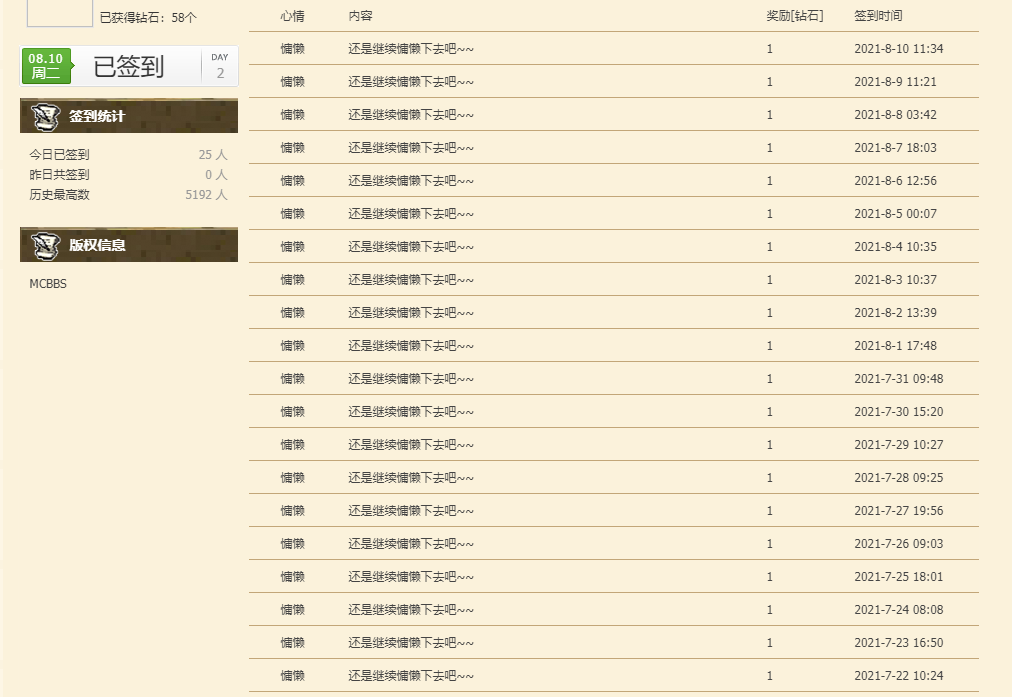 已获得钻石：58个
08.10
周二
已签到
DAY
2
签到统计
今日已签到 25 人
昨日共签到 0 人
历史最高数 5192 人
版权信息
MCBBS
心情 内容 奖励[钻石] 签到时间
慵懒 还是继续慵懒下去吧~~ 1 2021-8-10 11:34
慵懒 还是继续慵懒下去吧~~ 1 2021-8-9 11:21
慵懒 还是继续慵懒下去吧~~ 1 2021-8-8 03:42
慵懒 还是继续慵懒下去吧~~ 1 2021-8-7 18:03
慵懒 还是继续慵懒下去吧~~ 1 2021-8-6 12:56
慵懒 还是继续慵懒下去吧~~ 1 2021-8-5 00:07
慵懒 还是继续慵懒下去吧~~ 1 2021-8-4 10:35
慵懒 还是继续慵懒下去吧~~ 1 2021-8-3 10:37
慵懒 还是继续慵懒下去吧~~ 1 2021-8-2 13:39
慵懒 还是继续慵懒下去吧~~ 1 2021-8-1 17:48
慵懒 还是继续慵懒下去吧~~ 1 2021-7-31 09:48
慵懒 还是继续慵懒下去吧~~ 1 2021-7-30 15:20
慵懒 还是继续慵懒下去吧~~ 1 2021-7-29 10:27
慵懒 还是继续慵懒下去吧~~ 1 2021-7-28 09:25
慵懒 还是继续慵懒下去吧~~ 1 2021-7-27 19:56
慵懒 还是继续慵懒下去吧~~ 1 2021-7-26 09:03
慵懒 还是继续慵懒下去吧~~ 1 2021-7-25 18:01
慵懒 还是继续慵懒下去吧~~ 1 2021-7-24 08:08
慵懒 还是继续慵懒下去吧~~ 1 2021-7-23 16:50
慵懒 还是继续慵懒下去吧~~ 1 2021-7-22 10:24